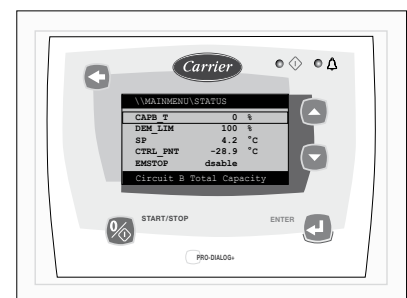 Carrier
\\MAINMENU\STATUS
CAPB_T 0 %
DEM_LIM 100 %
SP 4.2 °C
CTRL_PNT -28.9 °C
EMSTOP dsable
Circuit B Total Capacity
START/STOP
ENTER
PRO-DIALOG+